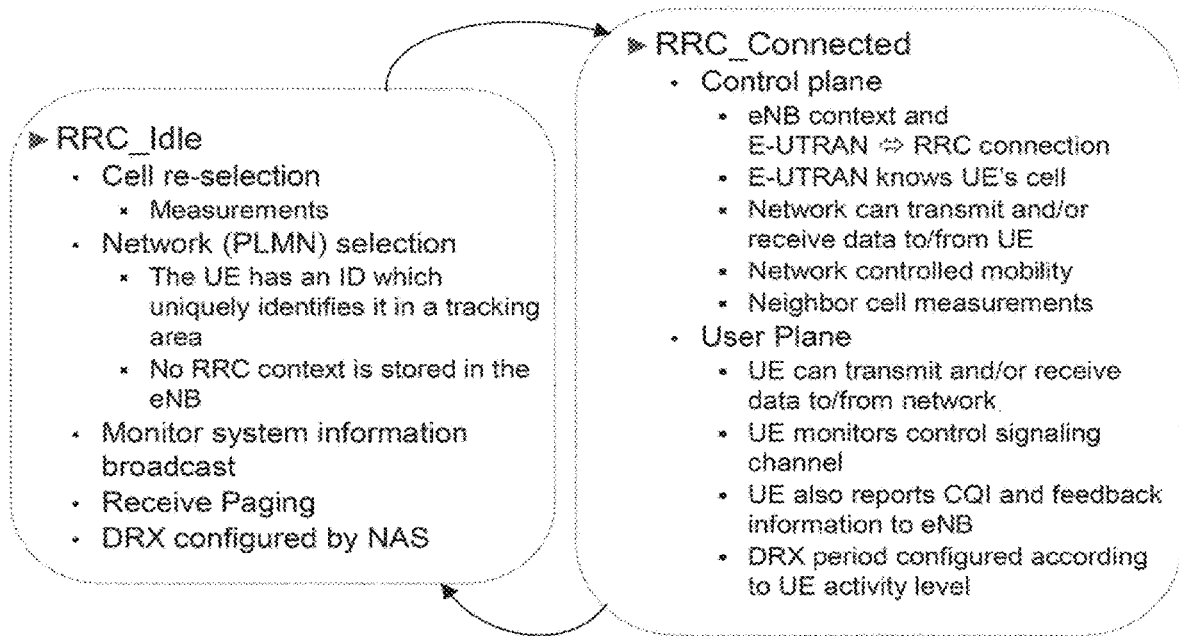 ► RRC_Idle
• Cell re-selection
• Measurements
• Network (PLMN) selection
• The UE has an ID which
uniquely identifies it in a tracking
area
• No RRC context is stored in the
eNB
• Monitor system information
broadcast
• Receive Paging
• DRX configured by NAS
► RRC_Connected
• Control plane
• eNB context and
E-UTRAN ⇔ RRC connection
• E-UTRAN knows UE's cell
• Network can transmit and/or
receive data to/from UE
• Network controlled mobility
• Neighbor cell measurements
• User Plane
• UE can transmit and/or receive
data to/from network
• UE monitors control signaling
channel
• UE also reports CQI and feedback
information to eNB
• DRX period configured according
to UE activity level